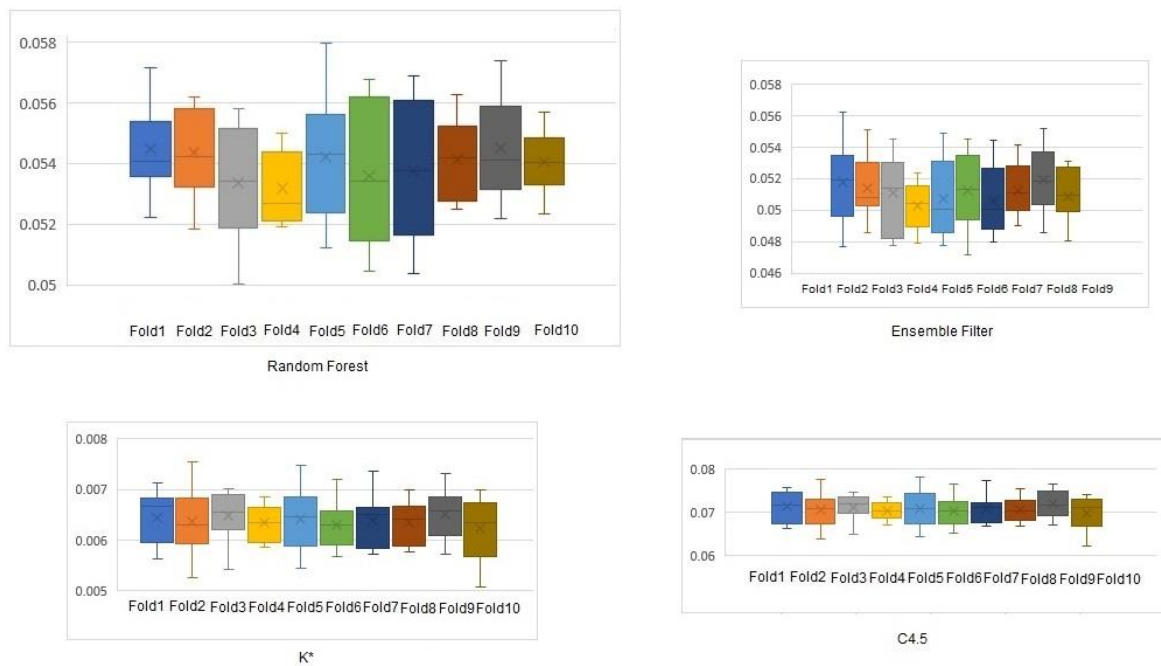 0.058
0.056
0.054
0.052
0.05
Fold1 Fold2 Fold3 Fold4 Fold5 Fold6 Fold7 Fold8 Fold9 Fold10
Random Forest
0.058
0.056
0.054
0.052
0.05
0.048
0.046
Fold1 Fold2 Fold3 Fold4 Fold5 Fold6 Fold7 Fold8 Fold9
Ensemble Filter
0.008
0.007
0.006
0.005
Fold1 Fold2 Fold3 Fold4 Fold5 Fold6 Fold7 Fold8 Fold9 Fold10
K*
0.08
0.07
0.06
Fold1 Fold2 Fold3 Fold4 Fold5 Fold6 Fold7 Fold8 Fold9 Fold10
C4.5